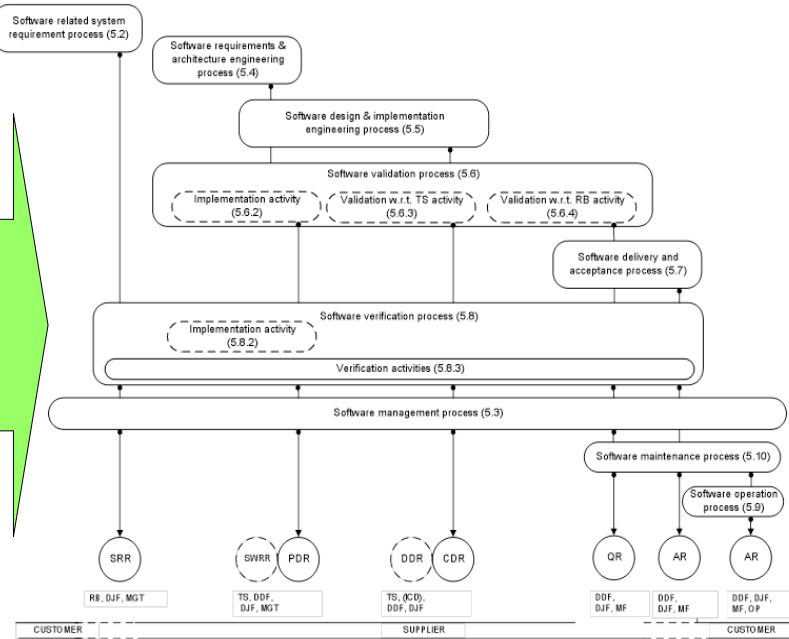 Software related system
requirement process (5.2)
Software requirements &
architecture engineering
process (5.4)
Software design & implementation
engineering process (5.5)
Software validation process (5.6)
Implementation activity
(5.6.2)
Validation w.r.t. TS activity
(5.6.3)
Validation w.r.t. RB activity
(5.6.4)
Software delivery and
acceptance process (5.7)
Software verification process (5.8)
Implementation activity
(5.8.2)
Verification activities (5.8.3)
Software management process (5.3)
Software maintenance process (5.10)
Software operation
process (5.9)
SRR
SWRR
PDR
DDR
CDR
QR
AR
AR
RB, DJF, MGT
TS, DDF,
DJF, MGT
TS, (ICD),
DDF, DJF
DDF,
DJF, MF
DDF,
DJF, MF
DDF, DJF,
MF, OP
CUSTOMER
SUPPLIER
CUSTOMER